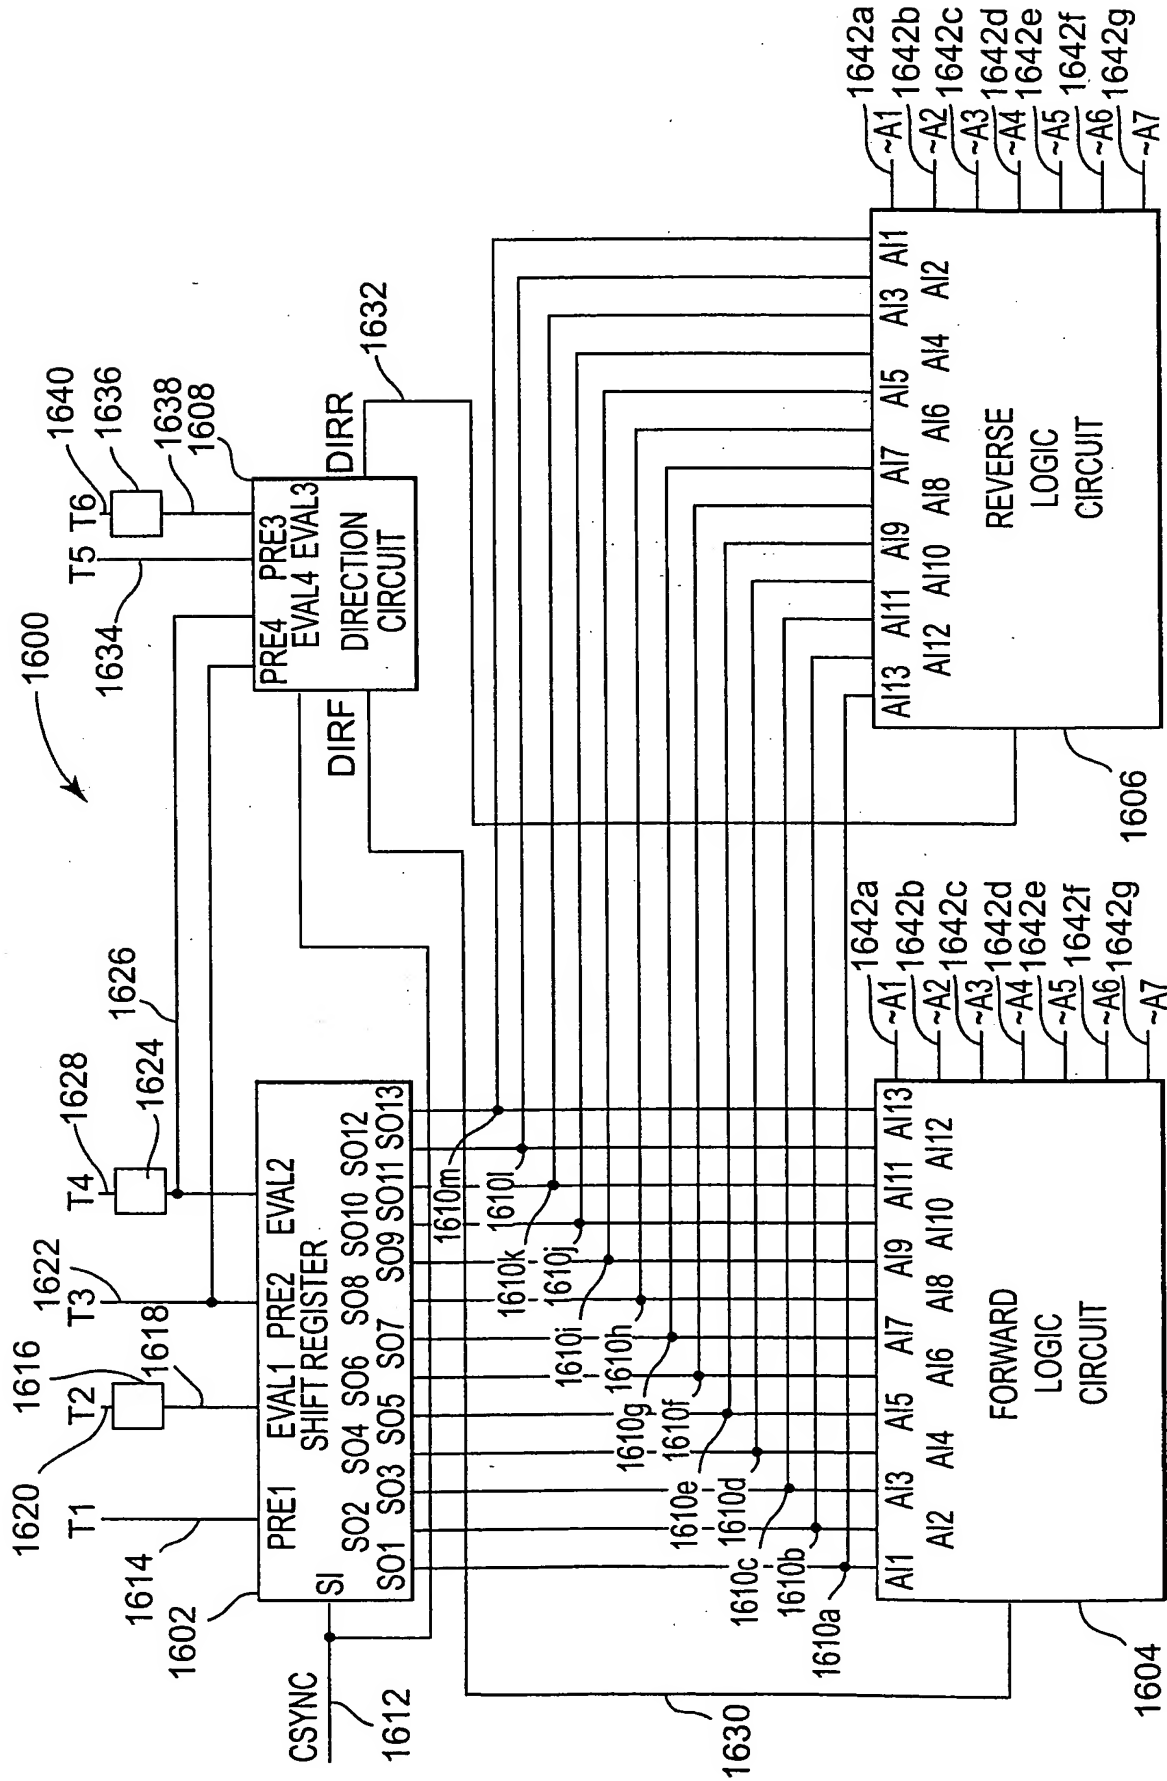 1600
T1
1614
T2
1620
1616
1618
T3
1622
T4
1628
1624
1626
T5
1634
T6
1640
1636
1638
1608
1602
PRE1
EVAL1
PRE2
EVAL2
SI
SHIFT REGISTER
SO2
SO4
SO6
SO8
SO10
SO12
SO1
SO3
SO5
SO7
SO9
SO11
SO13
PRE4
PRE3
EVAL4 EVAL3
DIRECTION
CIRCUIT
DIRF
DIRR
1632
CSYNC
1612
1630
1610m
1610l
1610k
1610j
1610i
1610h
1610g
1610f
1610e
1610d
1610c
1610b
1610a
AI1
AI3
AI5
AI7
AI9
AI11
AI13
AI2
AI4
AI6
AI8
AI10
AI12
FORWARD
LOGIC
CIRCUIT
1604
1642a
~A1
1642b
~A2
1642c
~A3
1642d
~A4
1642e
~A5
1642f
~A6
1642g
~A7
AI13
AI11
AI9
AI7
AI5
AI3
AI1
AI12
AI10
AI8
AI6
AI4
AI2
REVERSE
LOGIC
CIRCUIT
1606
1642a
~A1
1642b
~A2
1642c
~A3
1642d
~A4
1642e
~A5
1642f
~A6
1642g
~A7